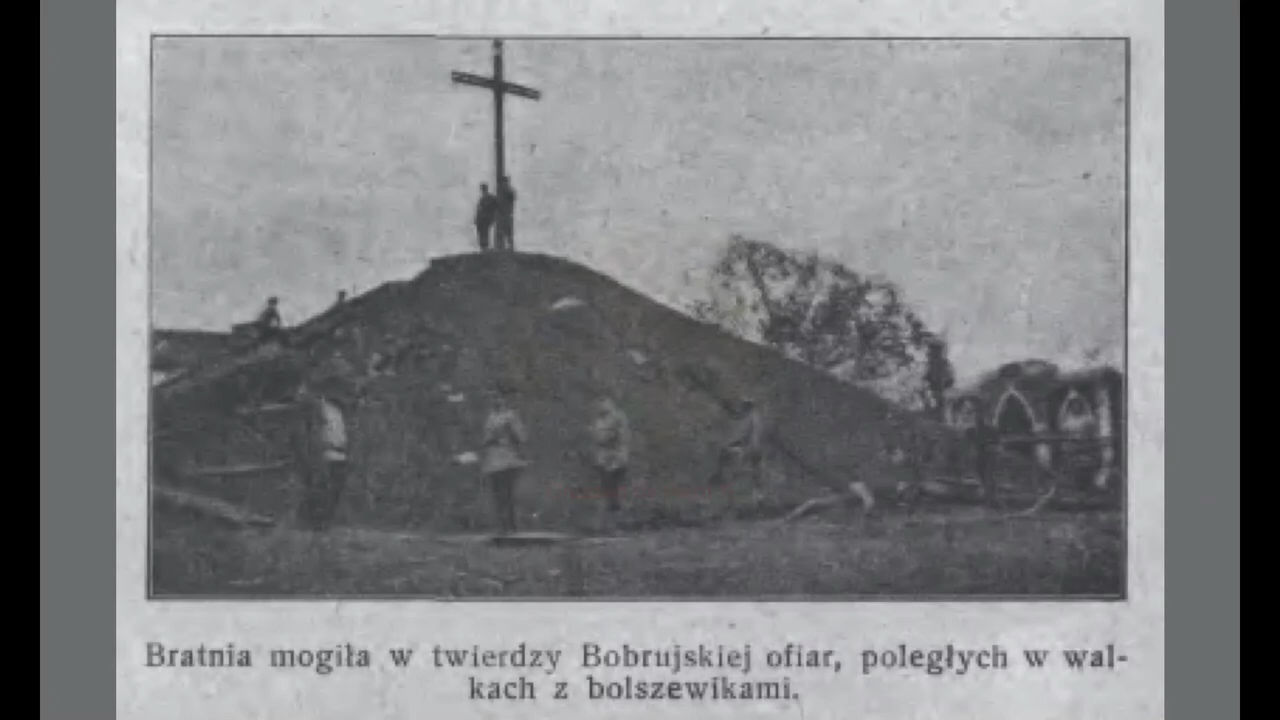 Bratnia mogiła w twierdzy Bobrujskiej ofiar, poległych w wal-
kach z bolszewikami.